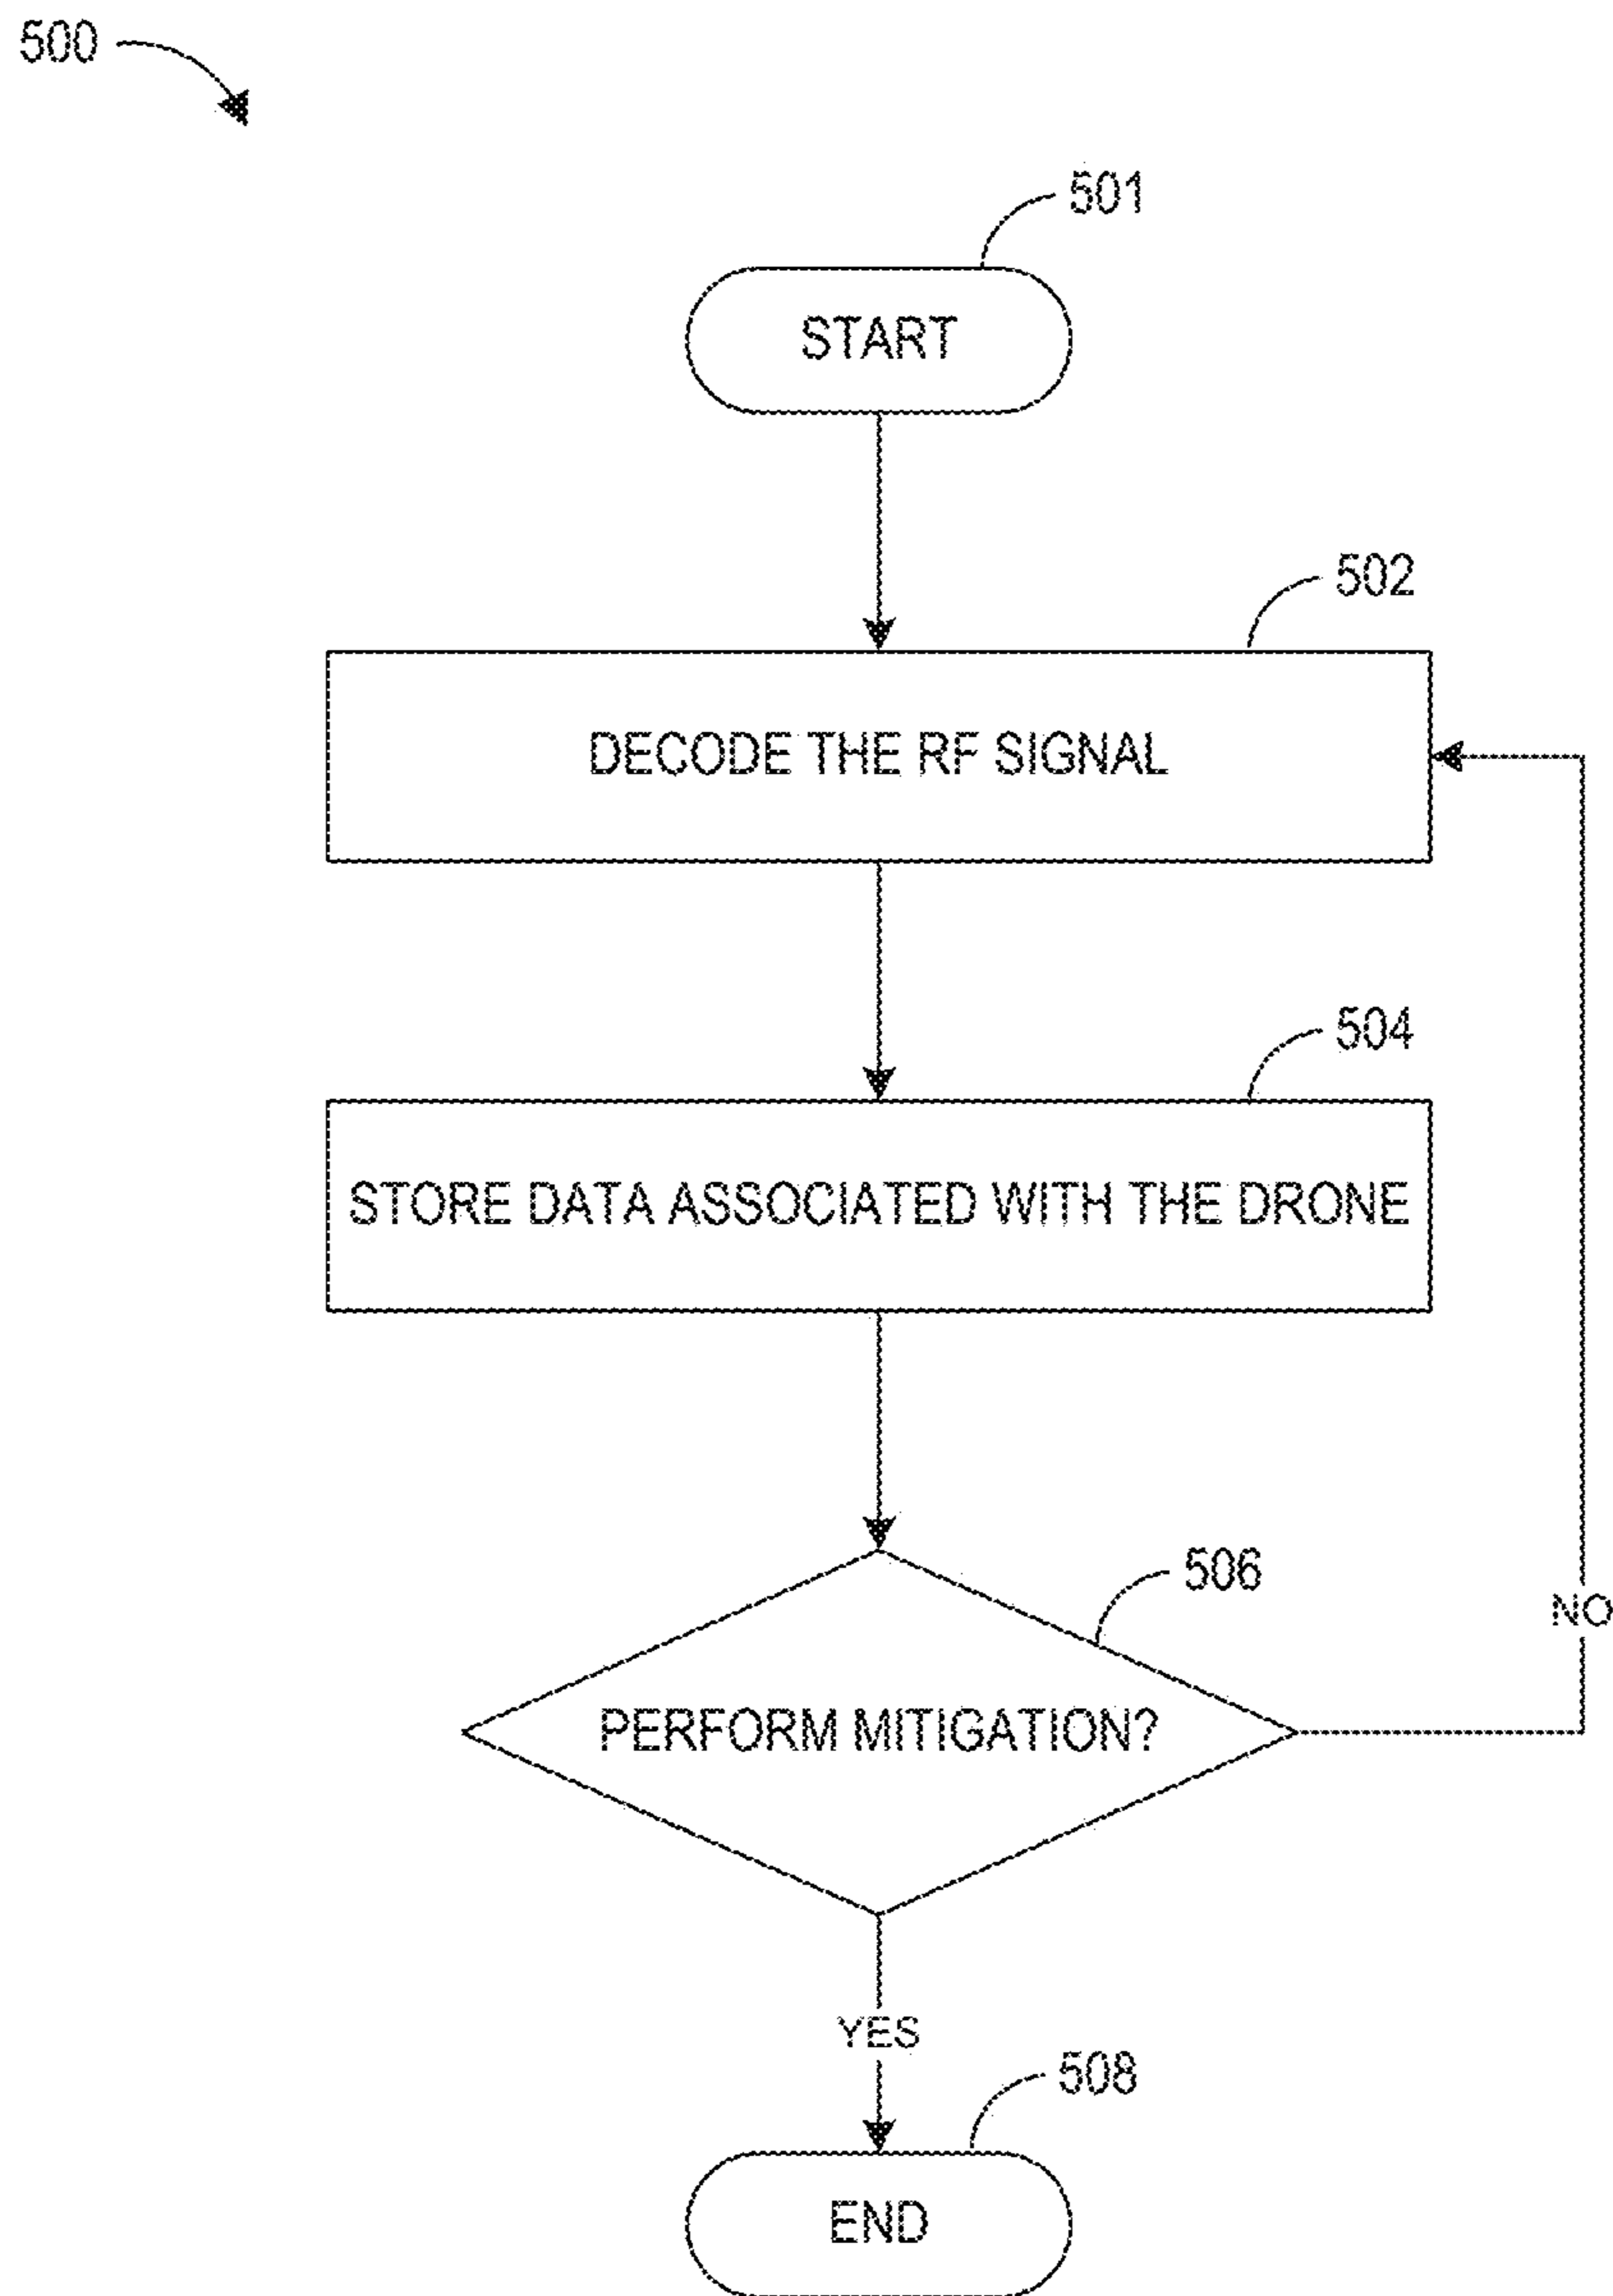 500
501
START
502
DECODE THE RF SIGNAL
504
STORE DATA ASSOCIATED WITH THE DRONE
506
PERFORM MITIGATION?
NO
YES
508
END